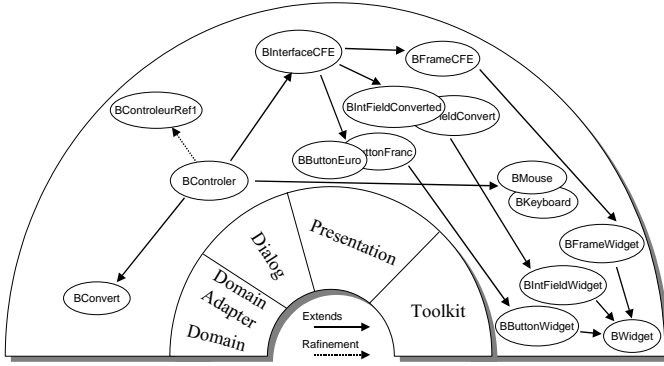 BInterfaceCFE
BFrameCFE
BIntFieldConverted
ieldConvert
BControleurRef1
BButtonEuro
ttonFranc
BControler
BMouse
BKeyboard
BFrameWidget
BConvert
BIntFieldWidget
BButtonWidget
BWidget
Dialog
Presentation
Domain
Adapter
Domain
Toolkit
Extends
Rafinement